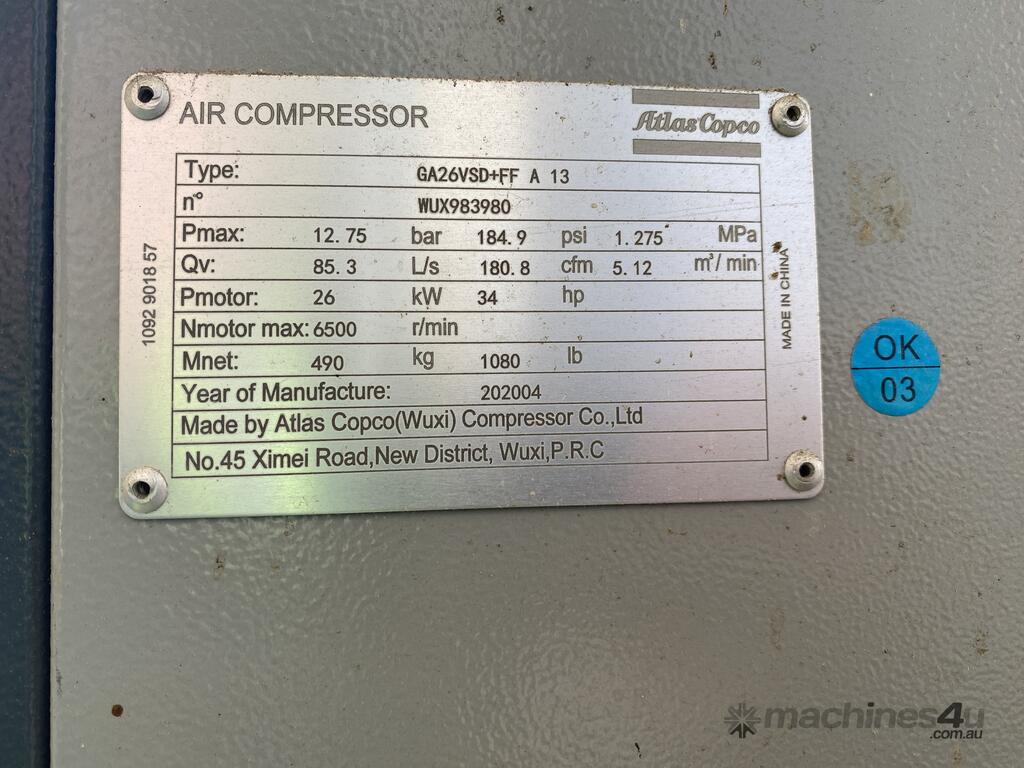 AIR COMPRESSOR
Atlas Copco
Type: GA26VSD+FF A 13
n° WUX983980
Pmax: 12.75 bar 184.9 psi 1.275 MPa
Qv: 85.3 L/s 180.8 cfm 5.12 m³/min
Pmotor: 26 kW 34 hp
Nmotor max: 6500 r/min
Mnet: 490 kg 1080 lb
Year of Manufacture: 202004
Made by Atlas Copco(Wuxi) Compressor Co.,Ltd
No.45 Ximei Road,New District, Wuxi,P.R.C
1092 9018 57
MADE IN CHINA
OK
03
machines4u
.com.au